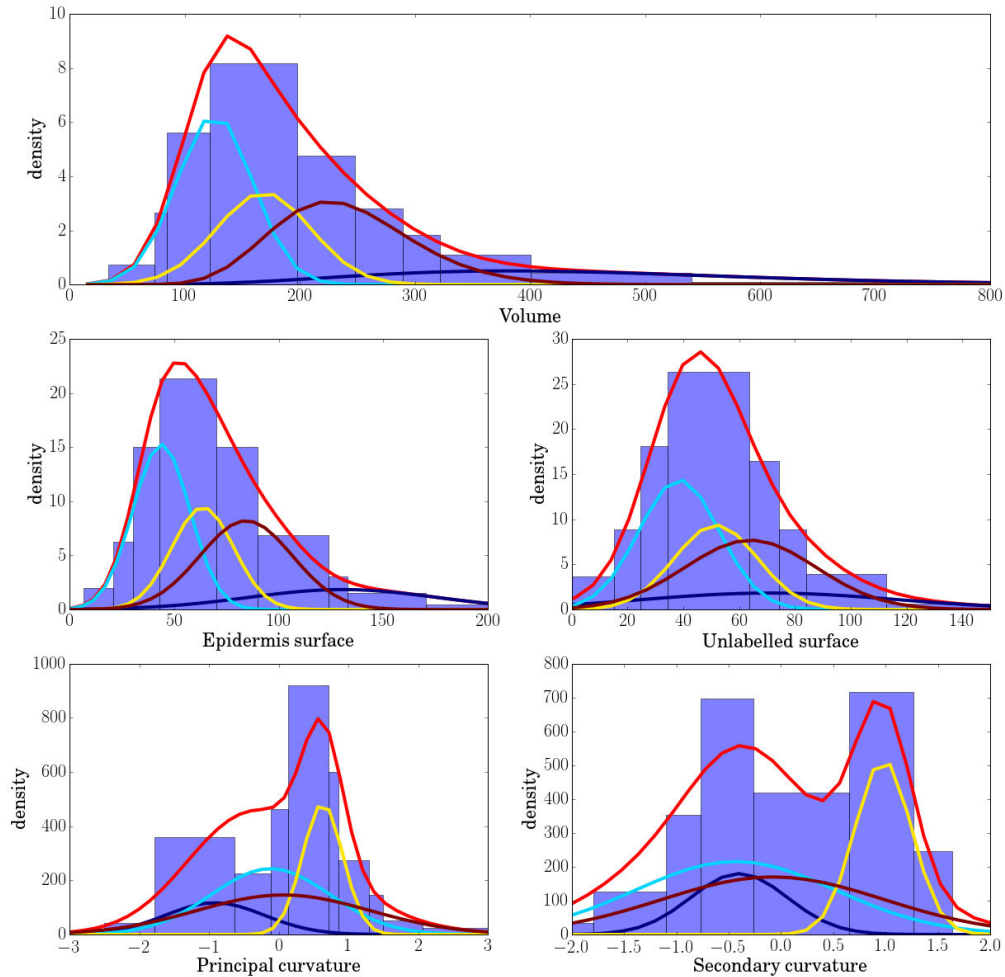 10
8
6
4
2
0
density
0 100 200 300 400 500 600 700 800
Volume
25
20
15
10
5
0
density
0 50 100 150 200
Epidermis surface
30
25
20
15
10
5
0
density
0 20 40 60 80 100 120 140
Unlabelled surface
1000
800
600
400
200
0
density
−3 −2 −1 0 1 2 3
Principal curvature
800
700
600
500
400
300
200
100
0
density
−2.0 −1.5 −1.0 −0.5 0.0 0.5 1.0 1.5 2.0
Secondary curvature